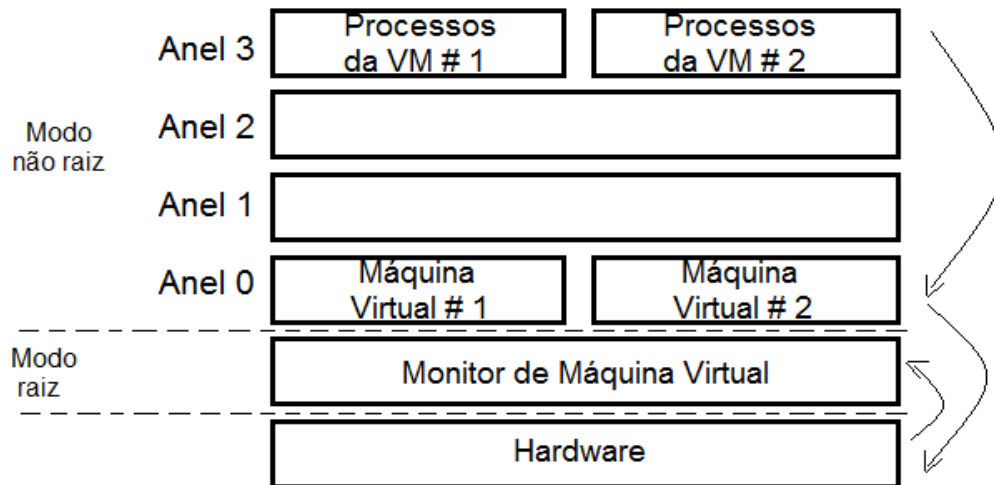 Anel 3
Processos
da VM # 1
Processos
da VM # 2
Modo
não raiz
Anel 2
Anel 1
Anel 0
Máquina
Virtual # 1
Máquina
Virtual # 2
Modo
raiz
Monitor de Máquina Virtual
Hardware